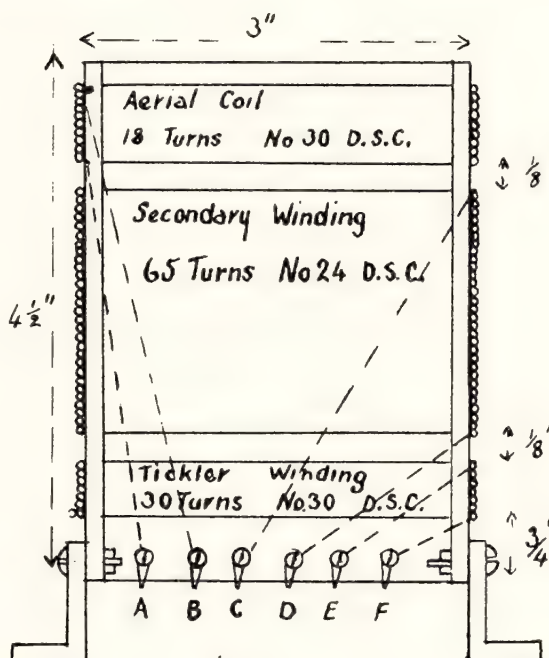 3"
Aerial Coil
18 Turns No 30 D.S.C.
1/8"
Secondary Winding
65 Turns No 24 D.S.C.
4 1/2"
1/8"
Tickler Winding
30 Turns No. 30 D.S.C.
3/4"
A B C D E F